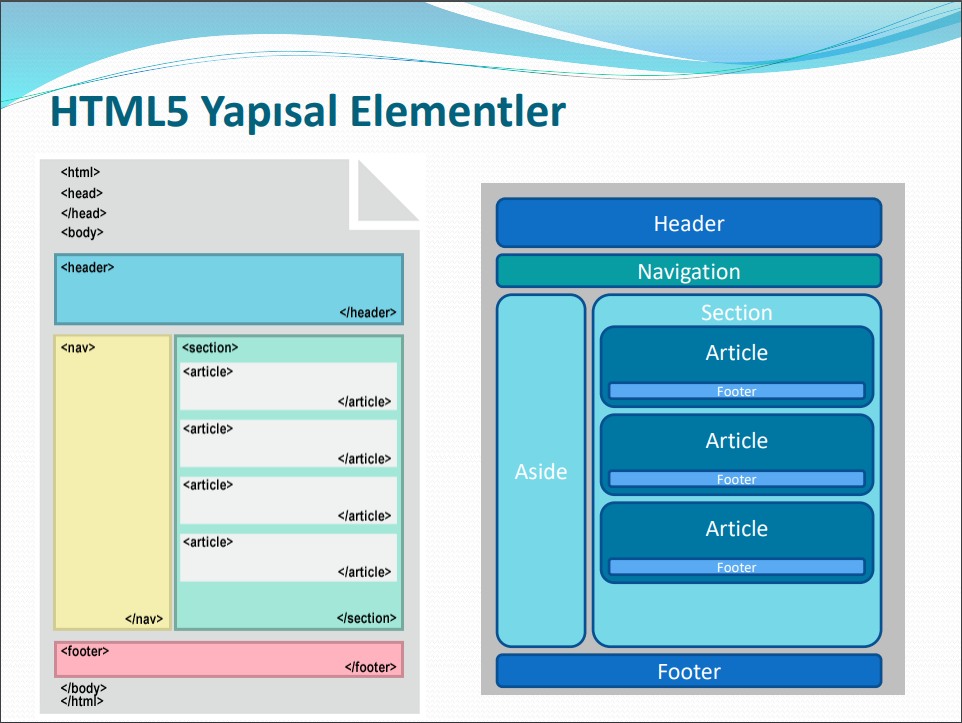 HTML5 Yapısal Elementler
<html>
<head>
</head>
<body>
<header>
</header>
<nav>
</nav>
<section>
<article>
</article>
<article>
</article>
<article>
</article>
<article>
</article>
</section>
<footer>
</footer>
</body>
</html>
Header
Navigation
Aside
Section
Article
Footer
Article
Footer
Article
Footer
Footer